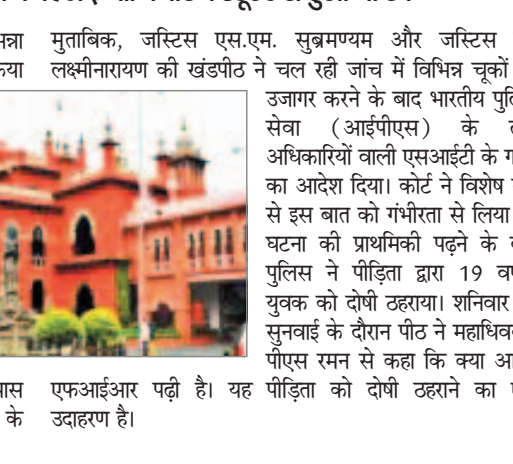 मुताबिक, जस्टिस एस.एम. सुब्रमण्यम और जस्टिस
लक्ष्मीनारायण की खंडपीठ ने चल रही जांच में विभिन्न चूकों
उजागर करने के बाद भारतीय
सेवा (आईपीएस) के
अधिकारियों वाली एसआईटी के
का आदेश दिया। कोर्ट ने विशेष
से इस बात को गंभीरता से लिया
घटना की प्राथमिकी पढ़ने के
पुलिस ने पीड़िता द्वारा 19
युवक को दोषी ठहराया। शनिवार
सुनवाई के दौरान पीठ ने
पीएस रमन से कहा कि क्या
एफआईआर पढ़ी है। यह पीड़िता को दोषी ठहराने का
के उदाहरण है।